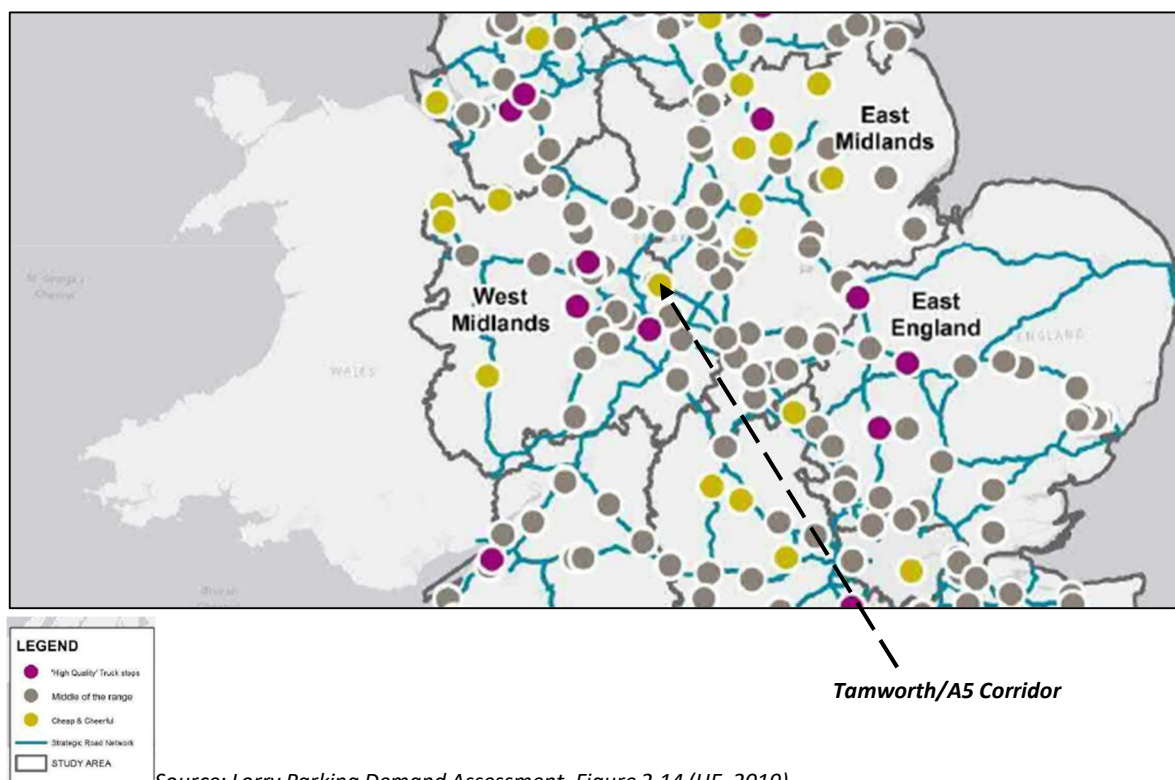 East
Midlands
West
Midlands
East
England
ENGLAND
WALES
LEGEND
'High Quality' Truck stops
Middle of the range
Cheap & Cheerful
Strategic Road Network
STUDY AREA
Tamworth/A5 Corridor
Source: Lorry Parking Demand Assessment, Figure 2-14 (HE, 2019)